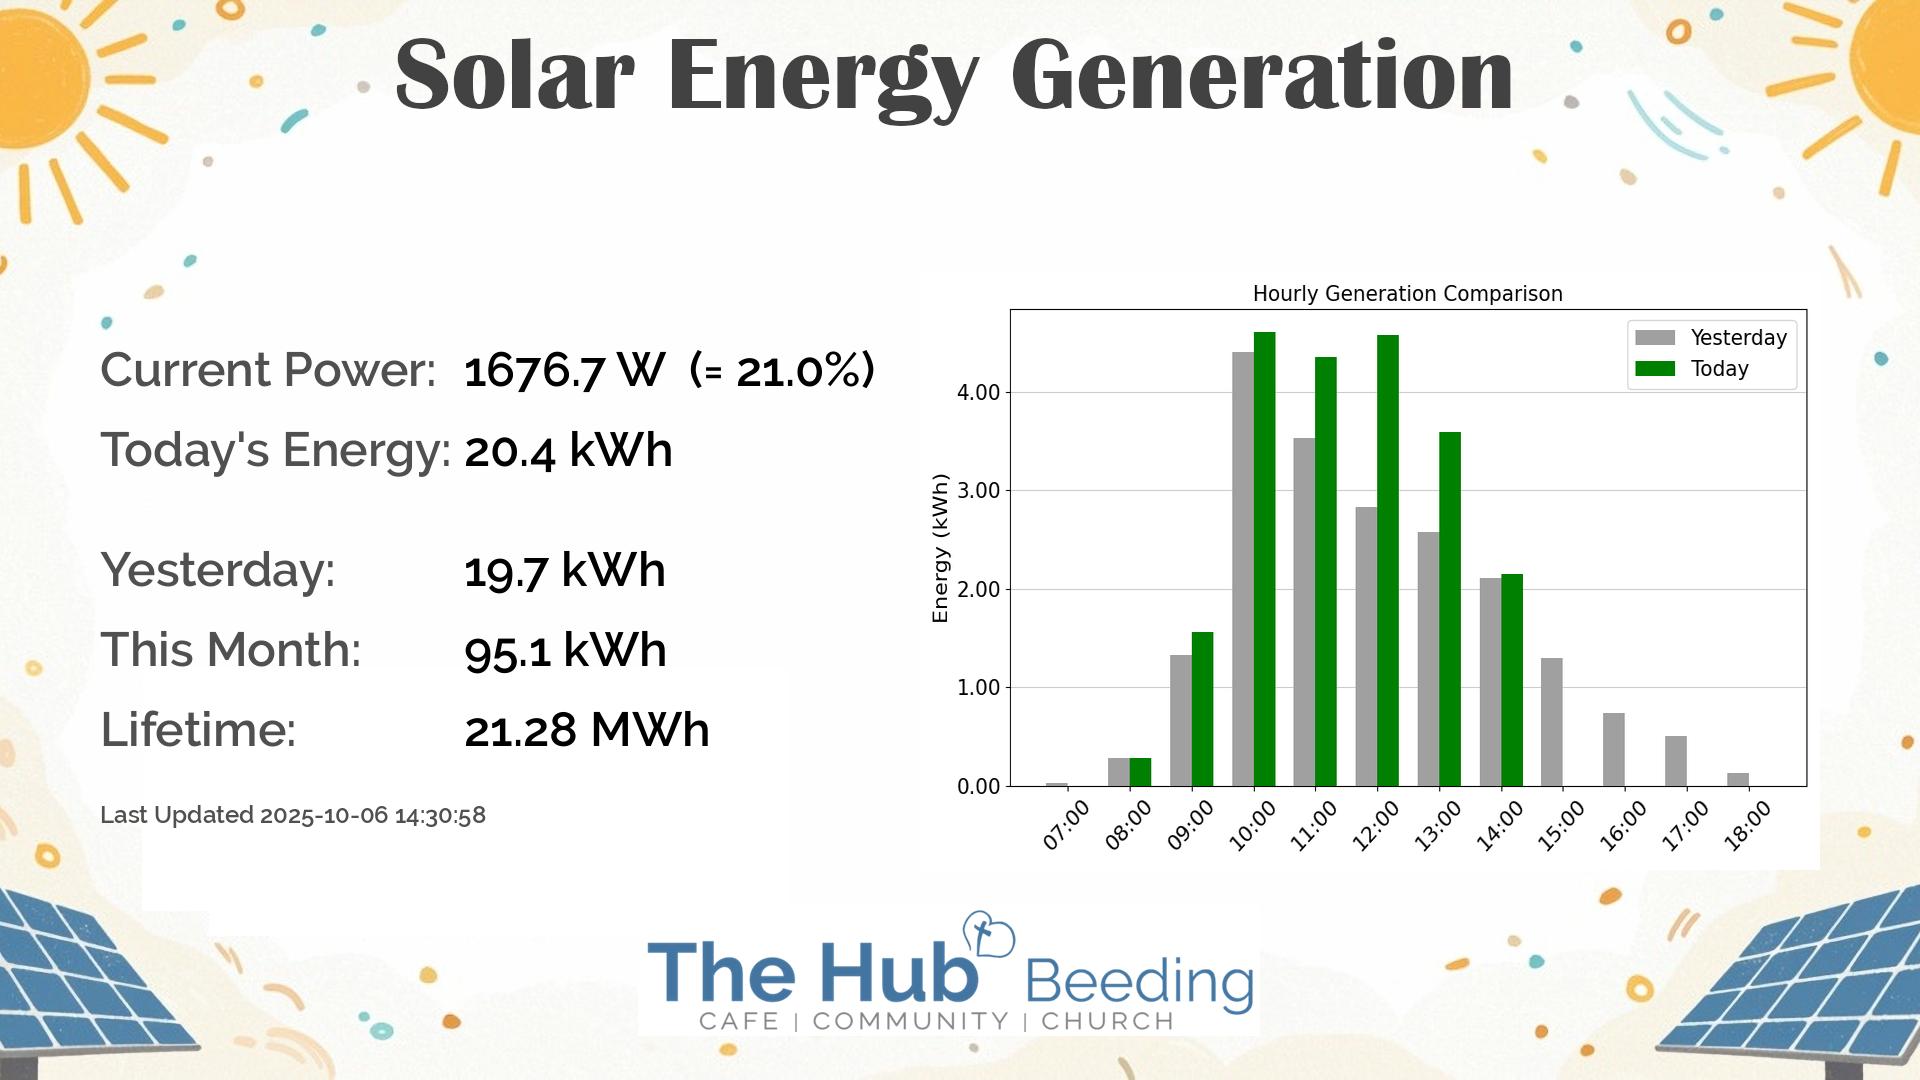 Solar Energy Generation
Current Power: 1676.7 W (= 21.0%)
Today's Energy: 20.4 kWh
Yesterday: 19.7 kWh
This Month: 95.1 kWh
Lifetime: 21.28 MWh
Last Updated 2025-10-06 14:30:58
Hourly Generation Comparison
Yesterday
Today
Energy (kWh)
4.00
3.00
2.00
1.00
0.00
07:00 08:00 09:00 10:00 11:00 12:00 13:00 14:00 15:00 16:00 17:00 18:00
The Hub Beeding
CAFE | COMMUNITY | CHURCH